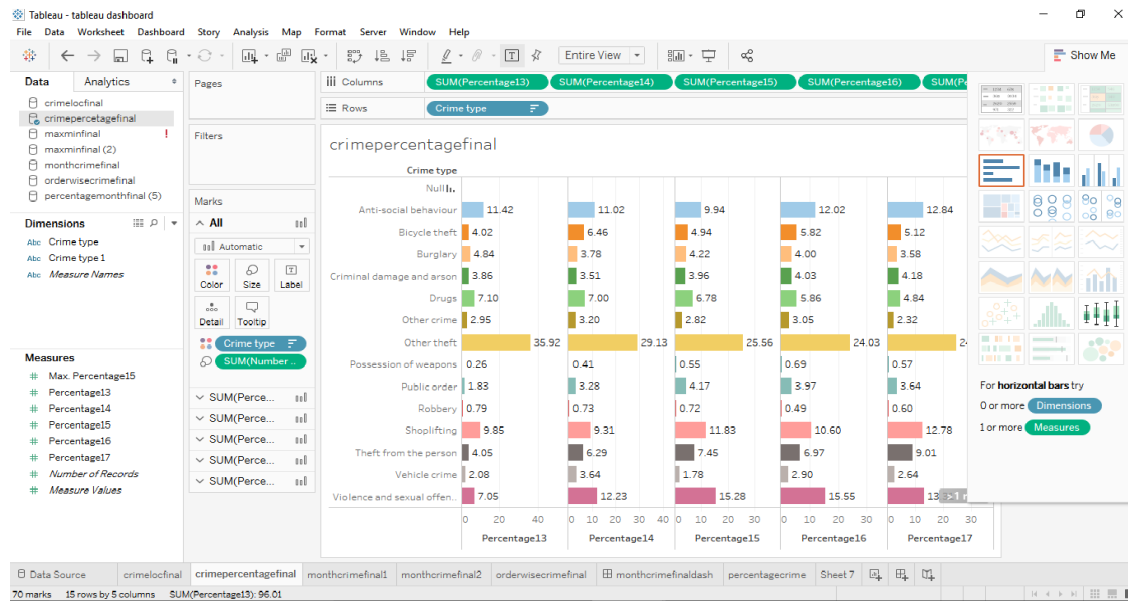 Tableau - tableau dashboard
File Data Worksheet Dashboard Story Analysis Map Format Server Window Help
Entire View
Show Me
Data Analytics
crimelocfinal
crimepercetagefinal
maxminfinal !
maxminfinal (2)
monthcrimefinal
orderwisecrimefinal
percentagemonthfinal (5)
Dimensions
Abc Crime type
Abc Crime type 1
Abc Measure Names
Measures
# Max. Percentage15
# Percentage13
# Percentage14
# Percentage15
# Percentage16
# Percentage17
# Number of Records
# Measure Values
Pages
Filters
Marks
All
Automatic
Color Size Label
Detail Tooltip
Crime type
SUM(Number ..
SUM(Perce...
SUM(Perce...
SUM(Perce...
SUM(Perce...
SUM(Perce...
Columns SUM(Percentage13) SUM(Percentage14) SUM(Percentage15) SUM(Percentage16) SUM(Pe
Rows Crime type
crimepercentagefinal
Crime type
Null
Anti-social behaviour 11.42 11.02 9.94 12.02 12.84
Bicycle theft 4.02 6.46 4.94 5.82 5.12
Burglary 4.84 3.78 4.22 4.00 3.58
Criminal damage and arson 3.86 3.51 3.96 4.03 4.18
Drugs 7.10 7.00 6.78 5.86 4.84
Other crime 2.95 3.20 2.82 3.05 2.32
Other theft 35.92 29.13 25.56 24.03 2
Possession of weapons 0.26 0.41 0.55 0.69 0.57
Public order 1.83 3.28 4.17 3.97 3.64
Robbery 0.79 0.73 0.72 0.49 0.60
Shoplifting 9.85 9.31 11.83 10.60 12.78
Theft from the person 4.05 6.29 7.45 6.97 9.01
Vehicle crime 2.08 3.64 1.78 2.90 2.64
Violence and sexual offen.. 7.05 12.23 15.28 15.55 13.
0 20 40 0 10 20 30 40 0 10 20 30 0 10 20 30 0 10 20 30
Percentage13 Percentage14 Percentage15 Percentage16 Percentage17
For horizontal bars try
0 or more Dimensions
1 or more Measures
Data Source crimelocfinal crimepercentagefinal monthcrimefinal1 monthcrimefinal2 orderwisecrimefinal monthcrimefinaldash percentagecrime Sheet 7
70 marks 15 rows by 5 columns SUM(Percentage13): 96.01